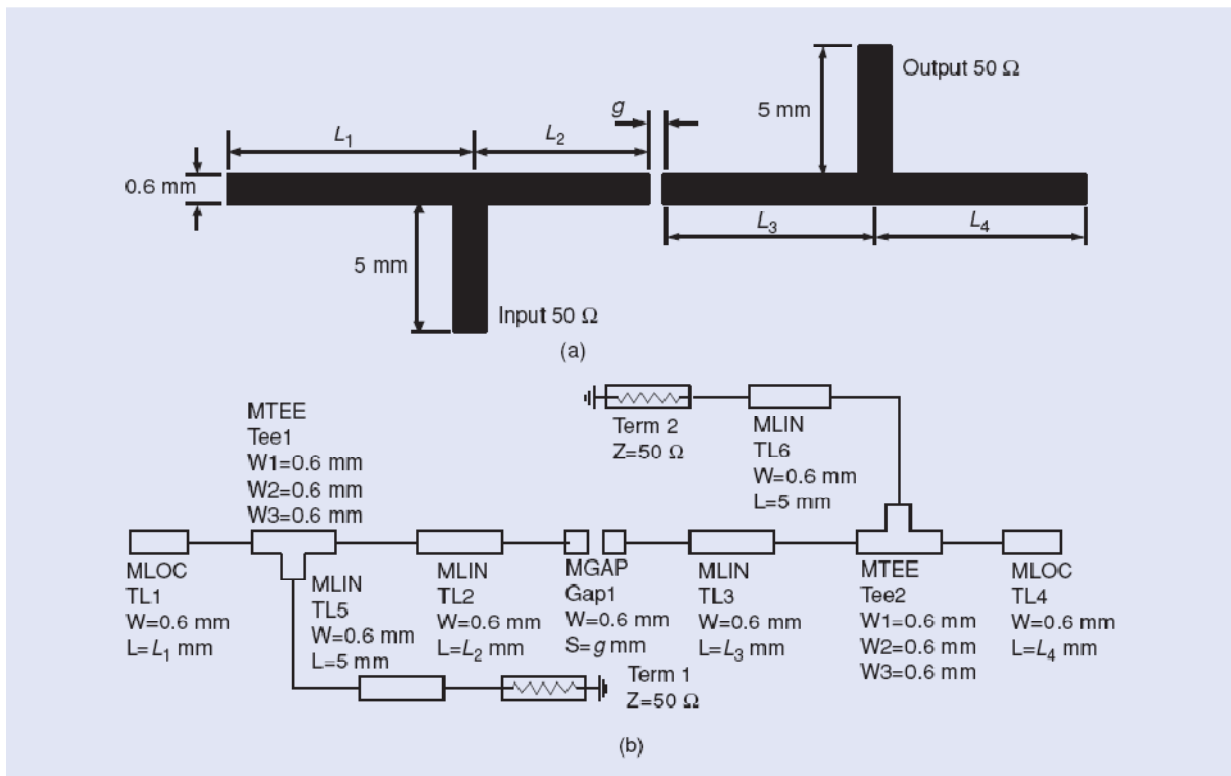 Output 50 Ω
g
5 mm
L1
L2
0.6 mm
L3
L4
5 mm
Input 50 Ω
(a)
MTEE
Tee1
W1=0.6 mm
W2=0.6 mm
W3=0.6 mm
Term 2
Z=50 Ω
MLIN
TL6
W=0.6 mm
L=5 mm
MLOC
TL1
W=0.6 mm
L=L1 mm
MLIN
TL5
W=0.6 mm
L=5 mm
MLIN
TL2
W=0.6 mm
L=L2 mm
MGAP
Gap1
W=0.6 mm
S=g mm
MLIN
TL3
W=0.6 mm
L=L3 mm
MTEE
Tee2
W1=0.6 mm
W2=0.6 mm
W3=0.6 mm
MLOC
TL4
W=0.6 mm
L=L4 mm
Term 1
Z=50 Ω
(b)